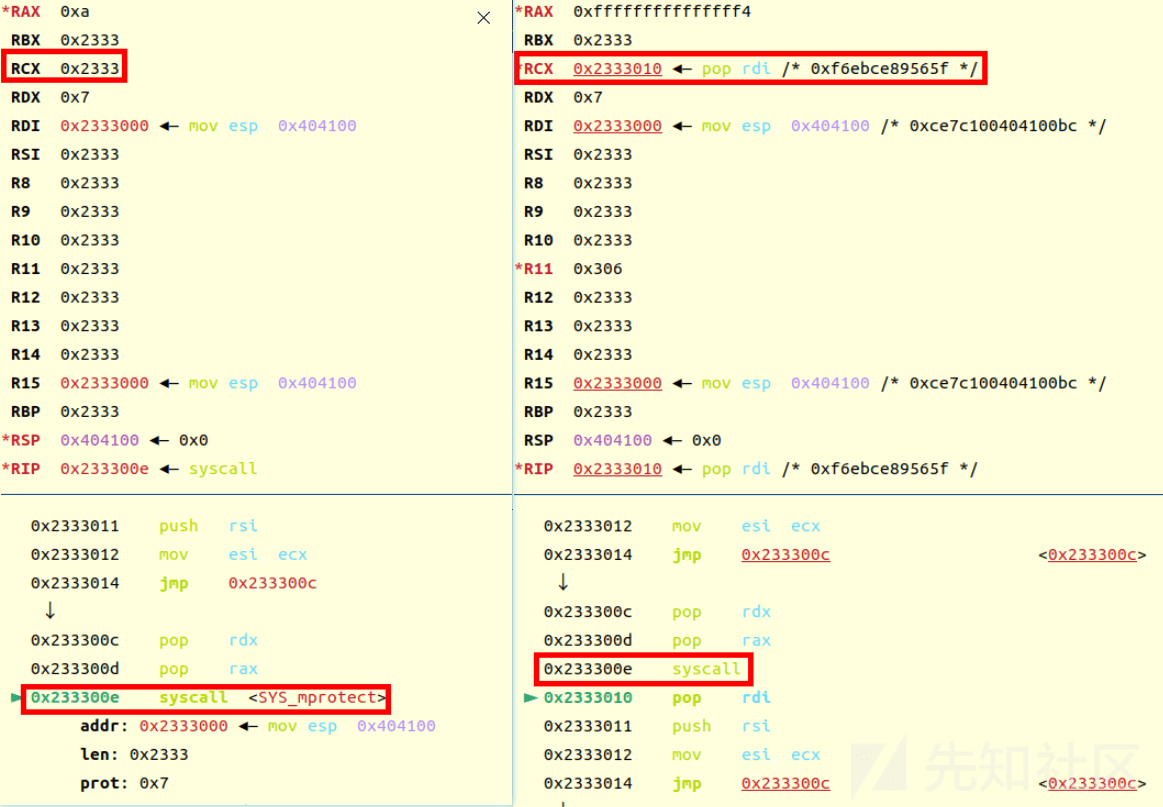 *RAX 0xa
RBX 0x2333
RCX 0x2333
RDX 0x7
RDI 0x2333000 ◂— mov esp 0x404100
RSI 0x2333
R8 0x2333
R9 0x2333
R10 0x2333
R11 0x2333
R12 0x2333
R13 0x2333
R14 0x2333
R15 0x2333000 ◂— mov esp 0x404100
RBP 0x2333
*RSP 0x404100 ◂— 0x0
*RIP 0x233300e ◂— syscall
0x2333011 push rsi
0x2333012 mov esi ecx
0x2333014 jmp 0x233300c
↓
0x233300c pop rdx
0x233300d pop rax
► 0x233300e syscall <SYS_mprotect>
addr: 0x2333000 ◂— mov esp 0x404100
len: 0x2333
prot: 0x7
*RAX 0xfffffffffffffff4
RBX 0x2333
*RCX 0x2333010 ◂— pop rdi /* 0xf6ebce89565f */
RDX 0x7
RDI 0x2333000 ◂— mov esp 0x404100 /* 0xce7c100404100bc */
RSI 0x2333
R8 0x2333
R9 0x2333
R10 0x2333
*R11 0x306
R12 0x2333
R13 0x2333
R14 0x2333
R15 0x2333000 ◂— mov esp 0x404100 /* 0xce7c100404100bc */
RBP 0x2333
RSP 0x404100 ◂— 0x0
*RIP 0x2333010 ◂— pop rdi /* 0xf6ebce89565f */
0x2333012 mov esi ecx
0x2333014 jmp 0x233300c <0x233300c>
↓
0x233300c pop rdx
0x233300d pop rax
0x233300e syscall
► 0x2333010 pop rdi
0x2333011 push rsi
0x2333012 mov esi ecx
0x2333014 jmp 0x233300c <0x233300c>
先知社区